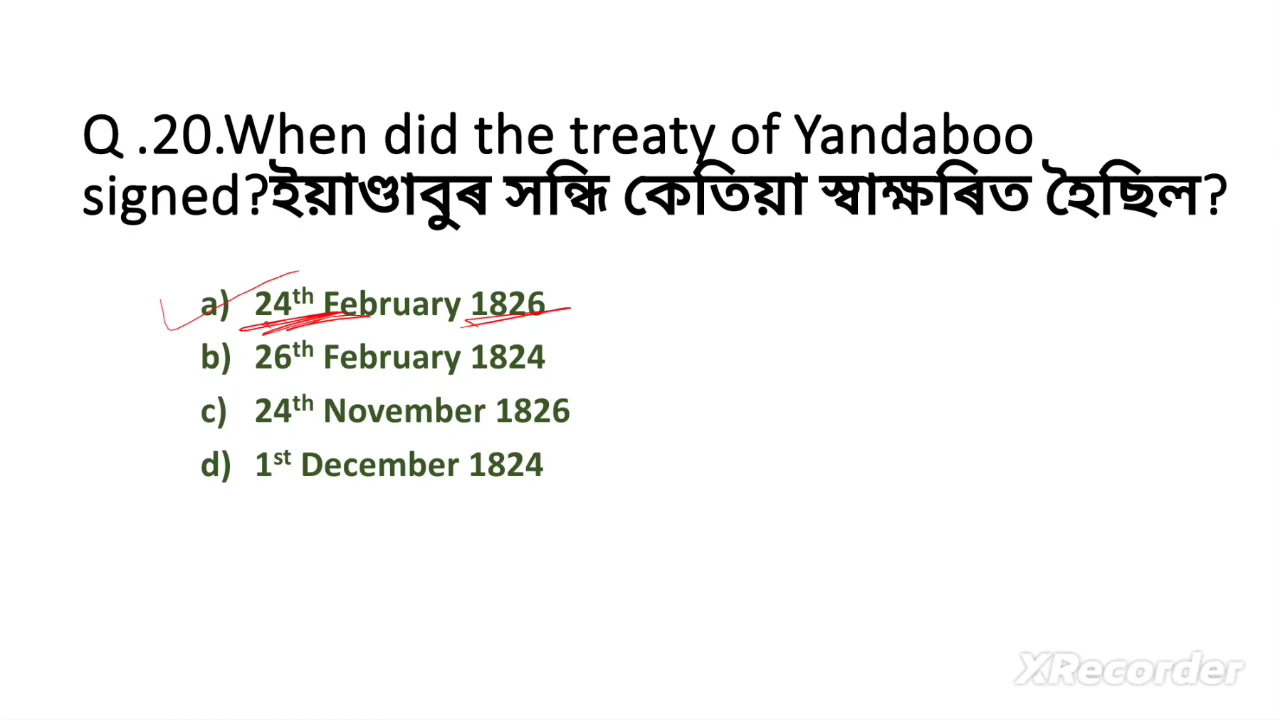 Q .20.When did the treaty of Yandaboo
signed?ইয়াণ্ডাবুৰ সন্ধি কেতিয়া স্বাক্ষৰিত হৈছিল?
a) 24th February 1826
b) 26th February 1824
c) 24th November 1826
d) 1st December 1824
XRecorder